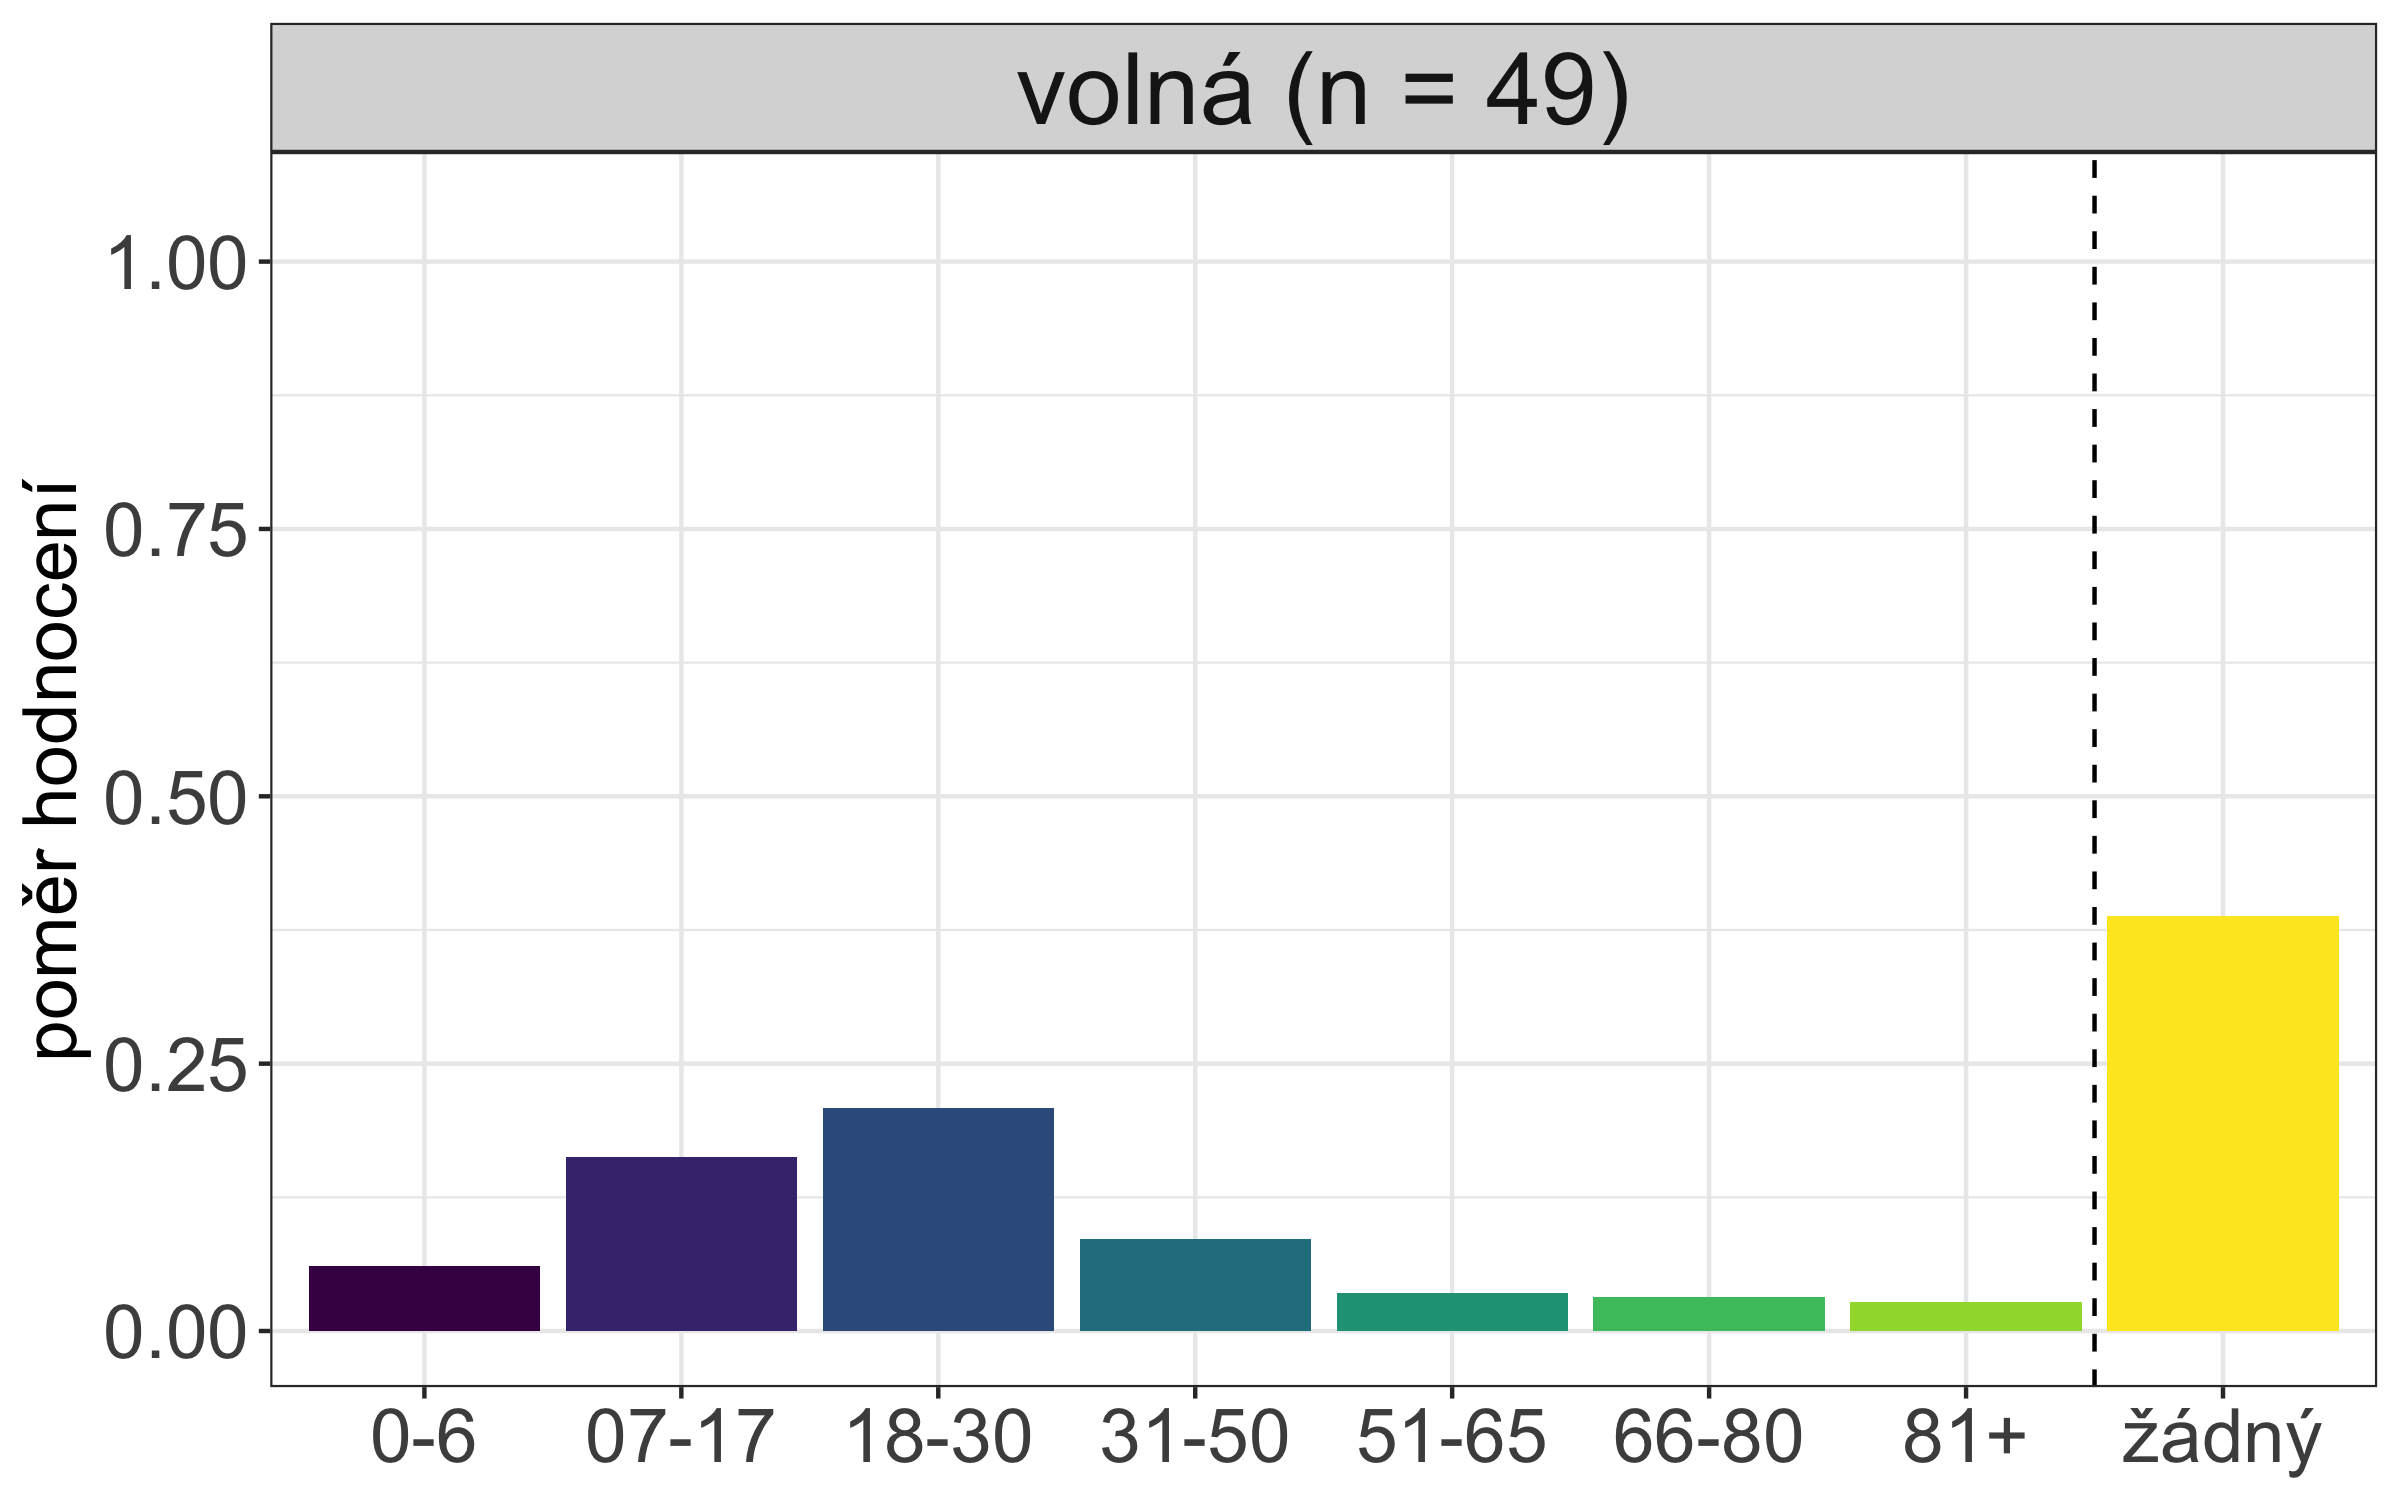 volná (n = 49)
poměr hodnocení
1.00
0.75
0.50
0.25
0.00
0-6 07-17 18-30 31-50 51-65 66-80 81+ žádný